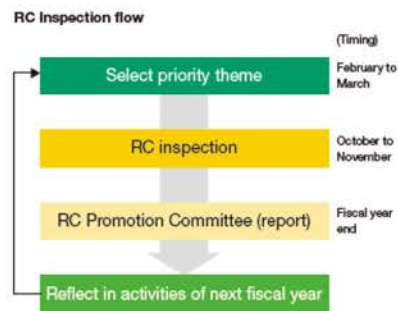 RC Inspection flow
(Timing)
Select priority theme
February to
March
RC inspection
October to
November
RC Promotion Committee (report)
Fiscal year
end
Reflect in activities of next fiscal year